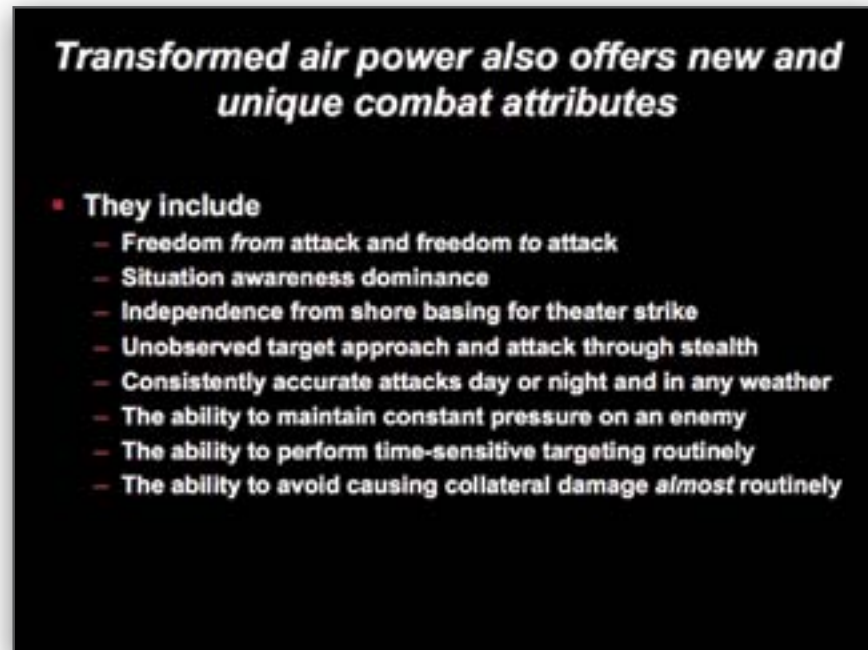 Transformed air power also offers new and
unique combat attributes
▪ They include
– Freedom from attack and freedom to attack
– Situation awareness dominance
– Independence from shore basing for theater strike
– Unobserved target approach and attack through stealth
– Consistently accurate attacks day or night and in any weather
– The ability to maintain constant pressure on an enemy
– The ability to perform time-sensitive targeting routinely
– The ability to avoid causing collateral damage almost routinely